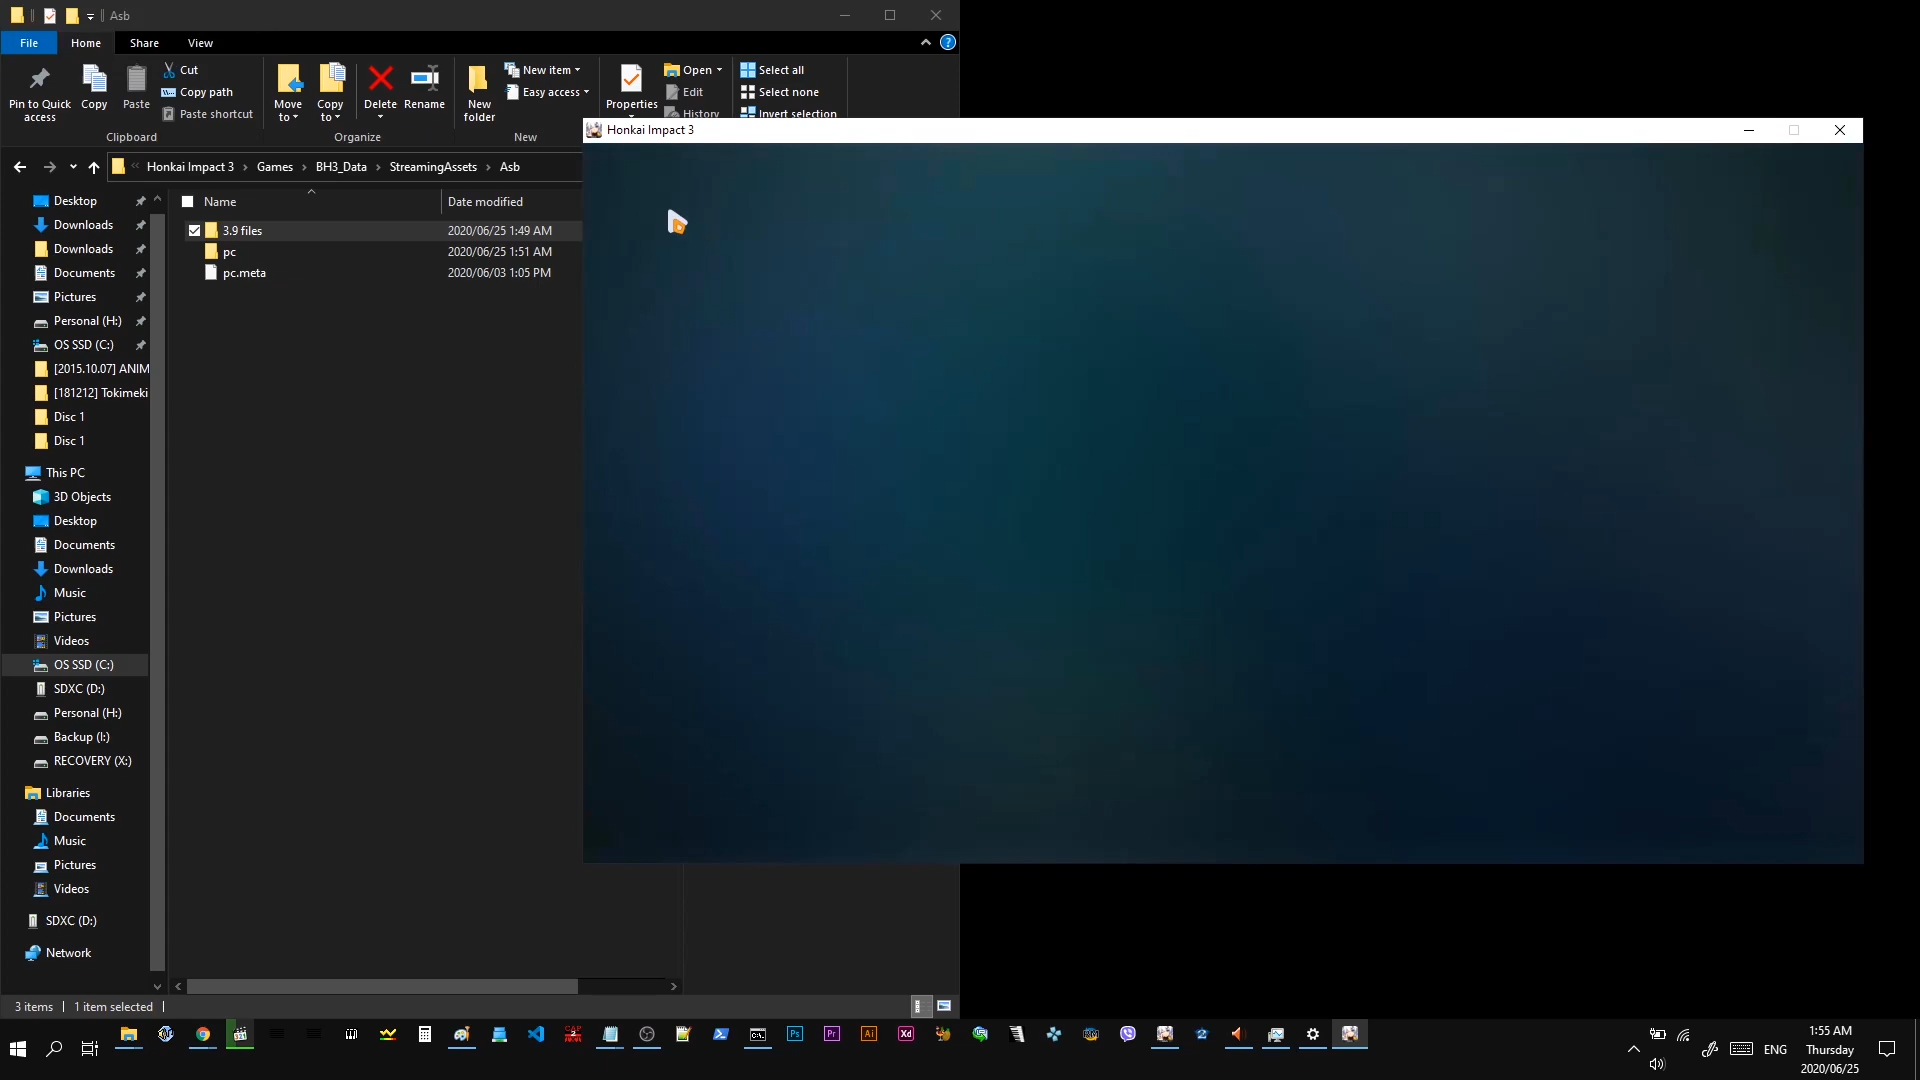 Asb
File Home Share View
Pin to Quick access
Copy
Paste
Cut
Copy path
Paste shortcut
Clipboard
Move to
Copy to
Delete
Rename
Organize
New folder
New item
Easy access
New
Properties
Open
Edit
History
Select all
Select none
Invert selection
Honkai Impact 3
« Honkai Impact 3 › Games › BH3_Data › StreamingAssets › Asb
Name Date modified
3.9 files 2020/06/25 1:49 AM
pc 2020/06/25 1:51 AM
pc.meta 2020/06/03 1:05 PM
Desktop
Downloads
Downloads
Documents
Pictures
Personal (H:)
OS SSD (C:)
[2015.10.07] ANIM
[181212] Tokimeki
Disc 1
Disc 1
This PC
3D Objects
Desktop
Documents
Downloads
Music
Pictures
Videos
OS SSD (C:)
SDXC (D:)
Personal (H:)
Backup (I:)
RECOVERY (X:)
Libraries
Documents
Music
Pictures
Videos
SDXC (D:)
Network
3 items 1 item selected
Ps Pr Ai Xd
ENG
1:55 AM
Thursday
2020/06/25